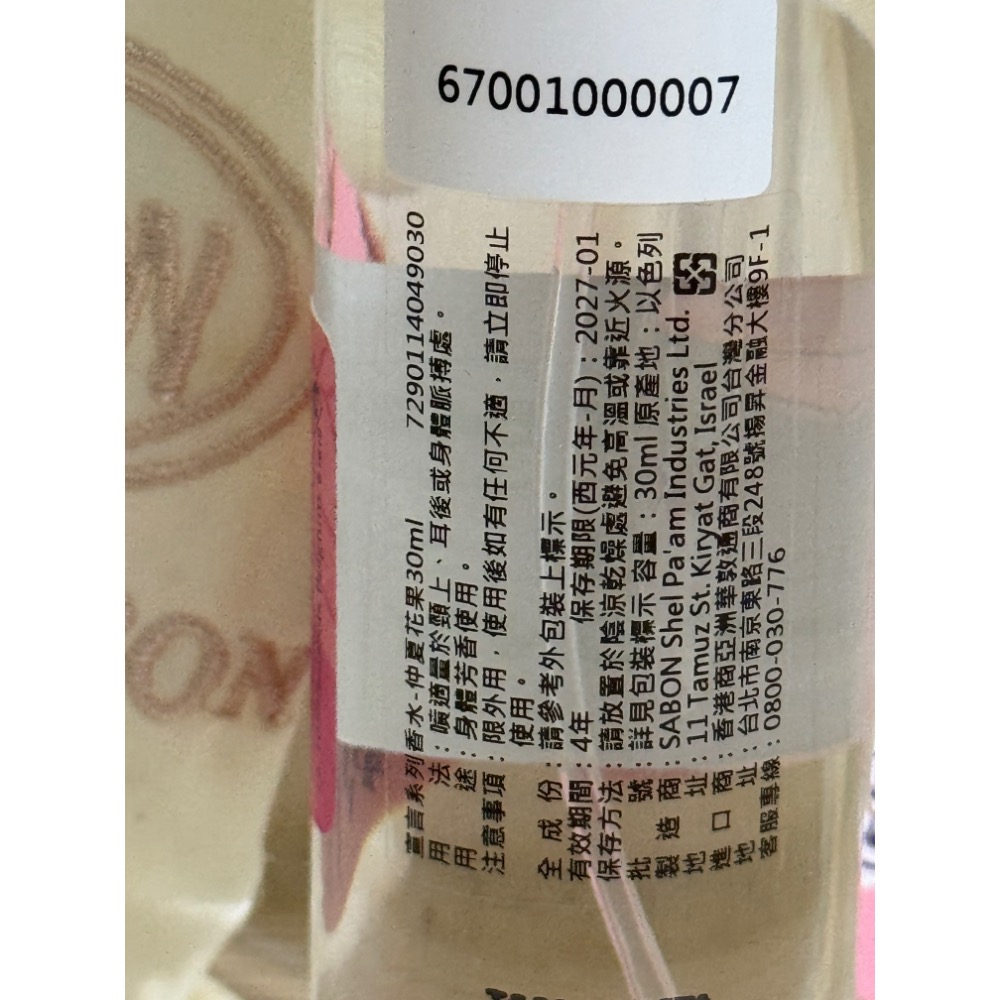 67001000007
宣言系列香水-仲夏花果30ml 7290114049030
用法：噴適量於頸上、耳後或身體脈搏處。
用途：身體芳香使用。
注意事項：限外用，使用後如有任何不適，請立即停止
使用。
全成份：請參考外包裝上標示。
有效期間：4年 保存期限(西元年-月)：2027-01
保存方法：請放置於陰涼乾燥處避免高溫或靠近火源。
批號：詳見包裝標示 容量：30ml 原產地：以色列
製造商：SABON Shel Pa'am Industries Ltd.
地址：11 Tamuz St. Kiryat Gat, Israel
進口商：香港商亞洲華敦通商有限公司台灣分公司
地址：台北市南京東路三段248號揚昇金融大樓9F-1
客服專線：0800-030-776